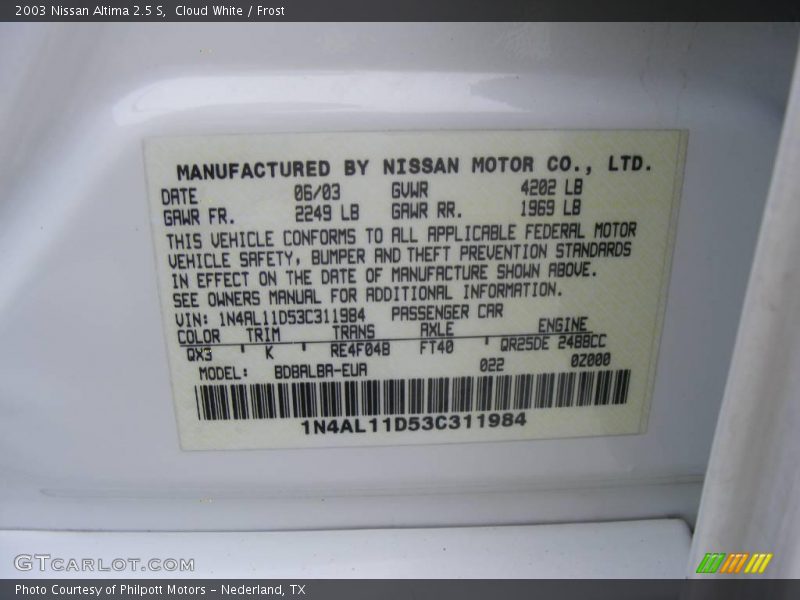 2003 Nissan Altima 2.5 S, Cloud White / Frost
MANUFACTURED BY NISSAN MOTOR CO., LTD.
DATE 06/03 GVWR 4202 LB
GAWR FR. 2249 LB GAWR RR. 1969 LB
THIS VEHICLE CONFORMS TO ALL APPLICABLE FEDERAL MOTOR
VEHICLE SAFETY, BUMPER AND THEFT PREVENTION STANDARDS
IN EFFECT ON THE DATE OF MANUFACTURE SHOWN ABOVE.
SEE OWNERS MANUAL FOR ADDITIONAL INFORMATION.
VIN: 1N4AL11D53C311984 PASSENGER CAR
COLOR TRIM TRANS AXLE ENGINE
QX3 K RE4F04B FT40 QR25DE 2488CC
MODEL: BDBALBA-EUA 022 0Z000
1N4AL11D53C311984
GTCARLOT.COM
Photo Courtesy of Philpott Motors - Nederland, TX